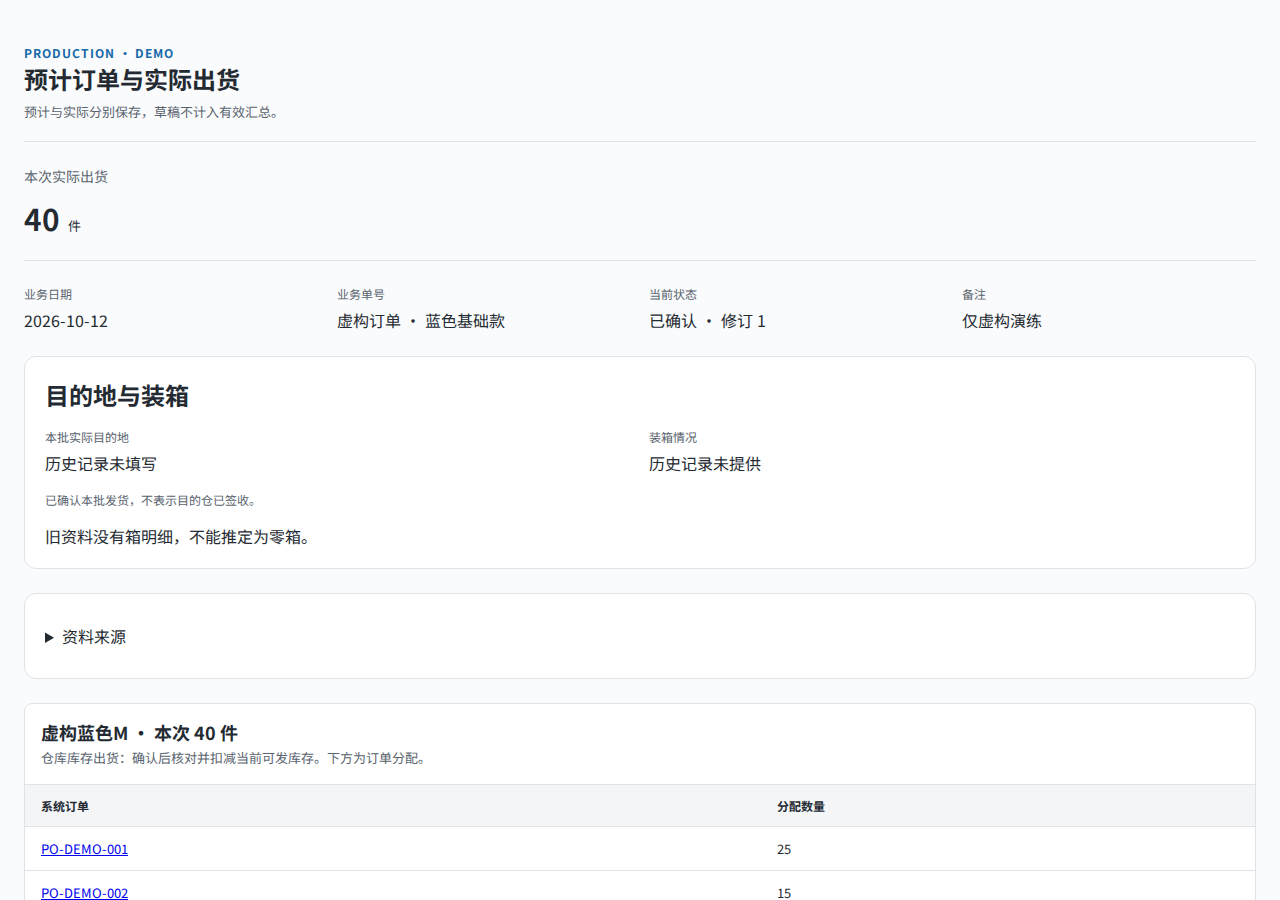 PRODUCTION · DEMO
预计订单与实际出货
预计与实际分别保存，草稿不计入有效汇总。
本次实际出货
40 件
业务日期 业务单号 当前状态 备注
2026-10-12 虚构订单 · 蓝色基础款 已确认 · 修订 1 仅虚构演练
目的地与装箱
本批实际目的地 装箱情况
历史记录未填写 历史记录未提供
已确认本批发货，不表示目的仓已签收。
旧资料没有箱明细，不能推定为零箱。
资料来源
虚构蓝色M · 本次 40 件
仓库库存出货：确认后核对并扣减当前可发库存。下方为订单分配。
系统订单 分配数量
PO-DEMO-001 25
PO-DEMO-002 15